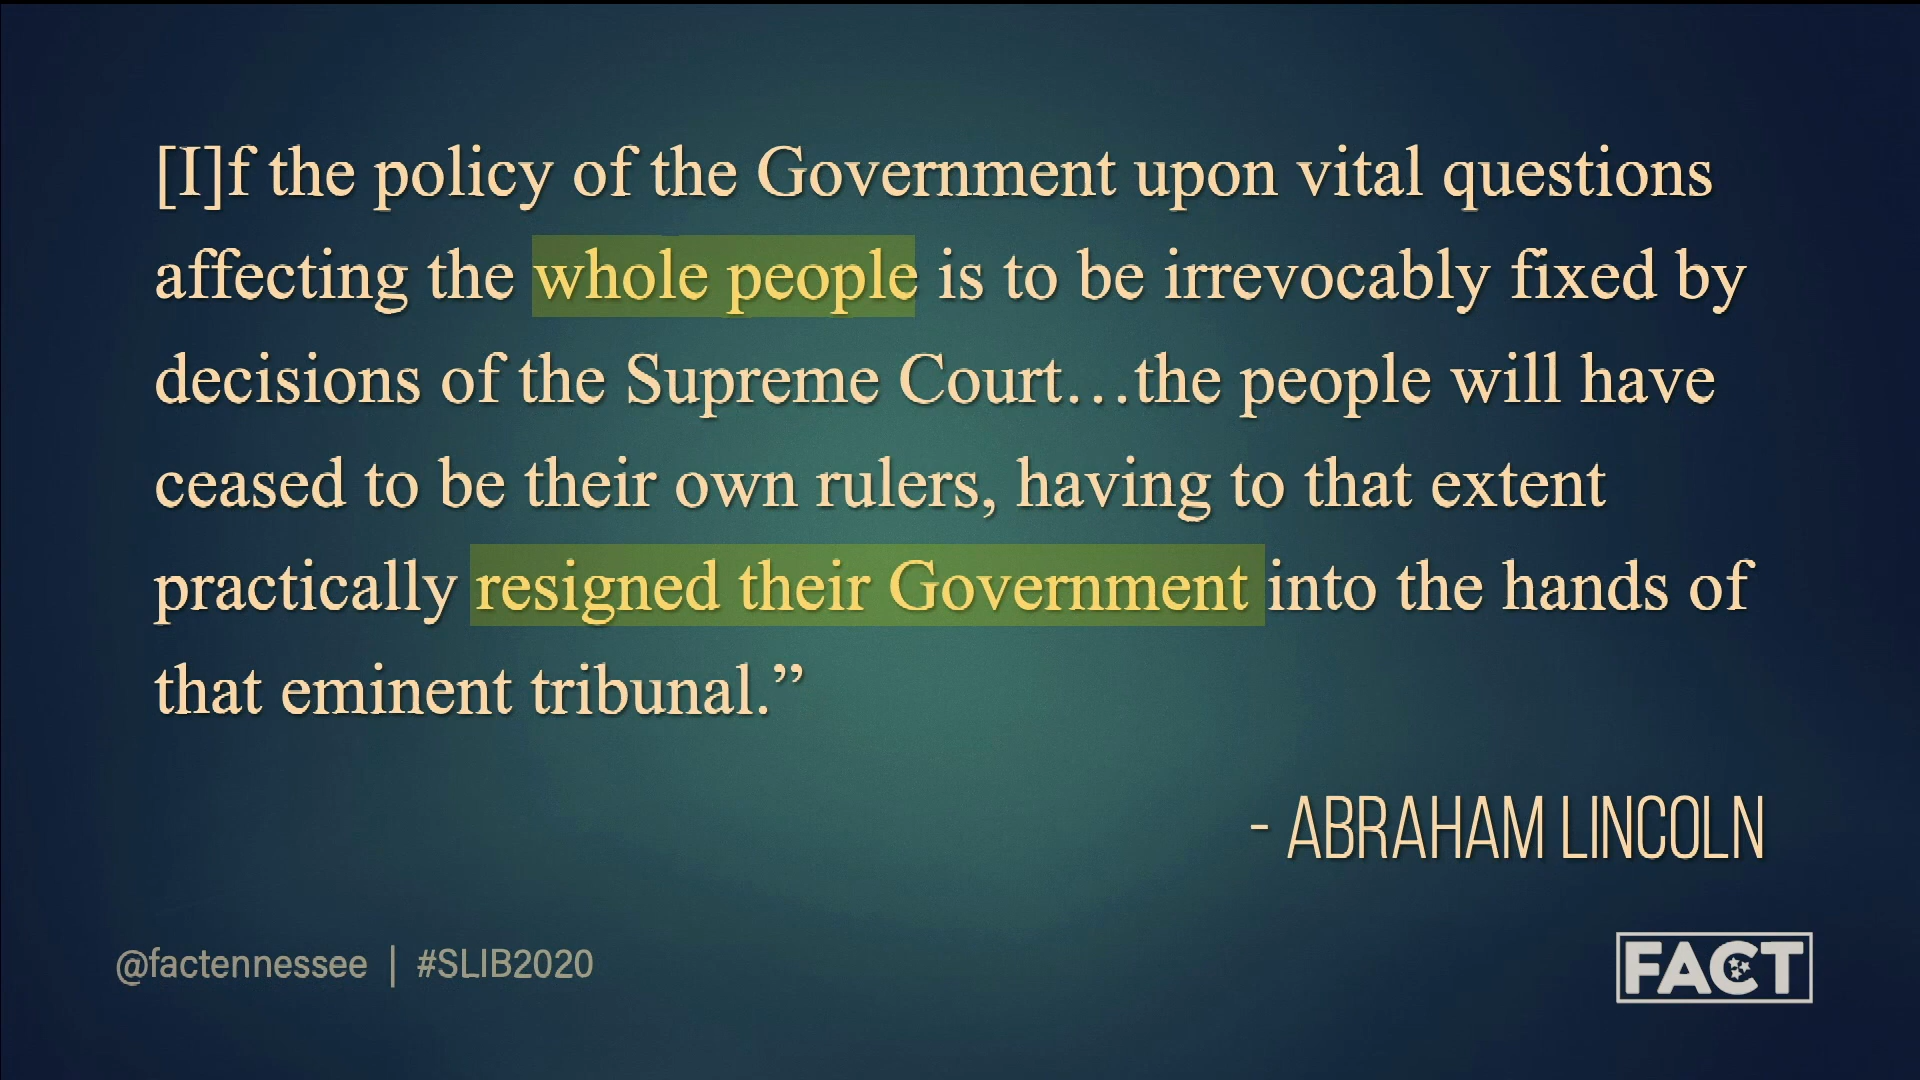 [I]f the policy of the Government upon vital questions
affecting the whole people is to be irrevocably fixed by
decisions of the Supreme Court…the people will have
ceased to be their own rulers, having to that extent
practically resigned their Government into the hands of
that eminent tribunal.”
- ABRAHAM LINCOLN
@factennessee | #SLIB2020
FACT